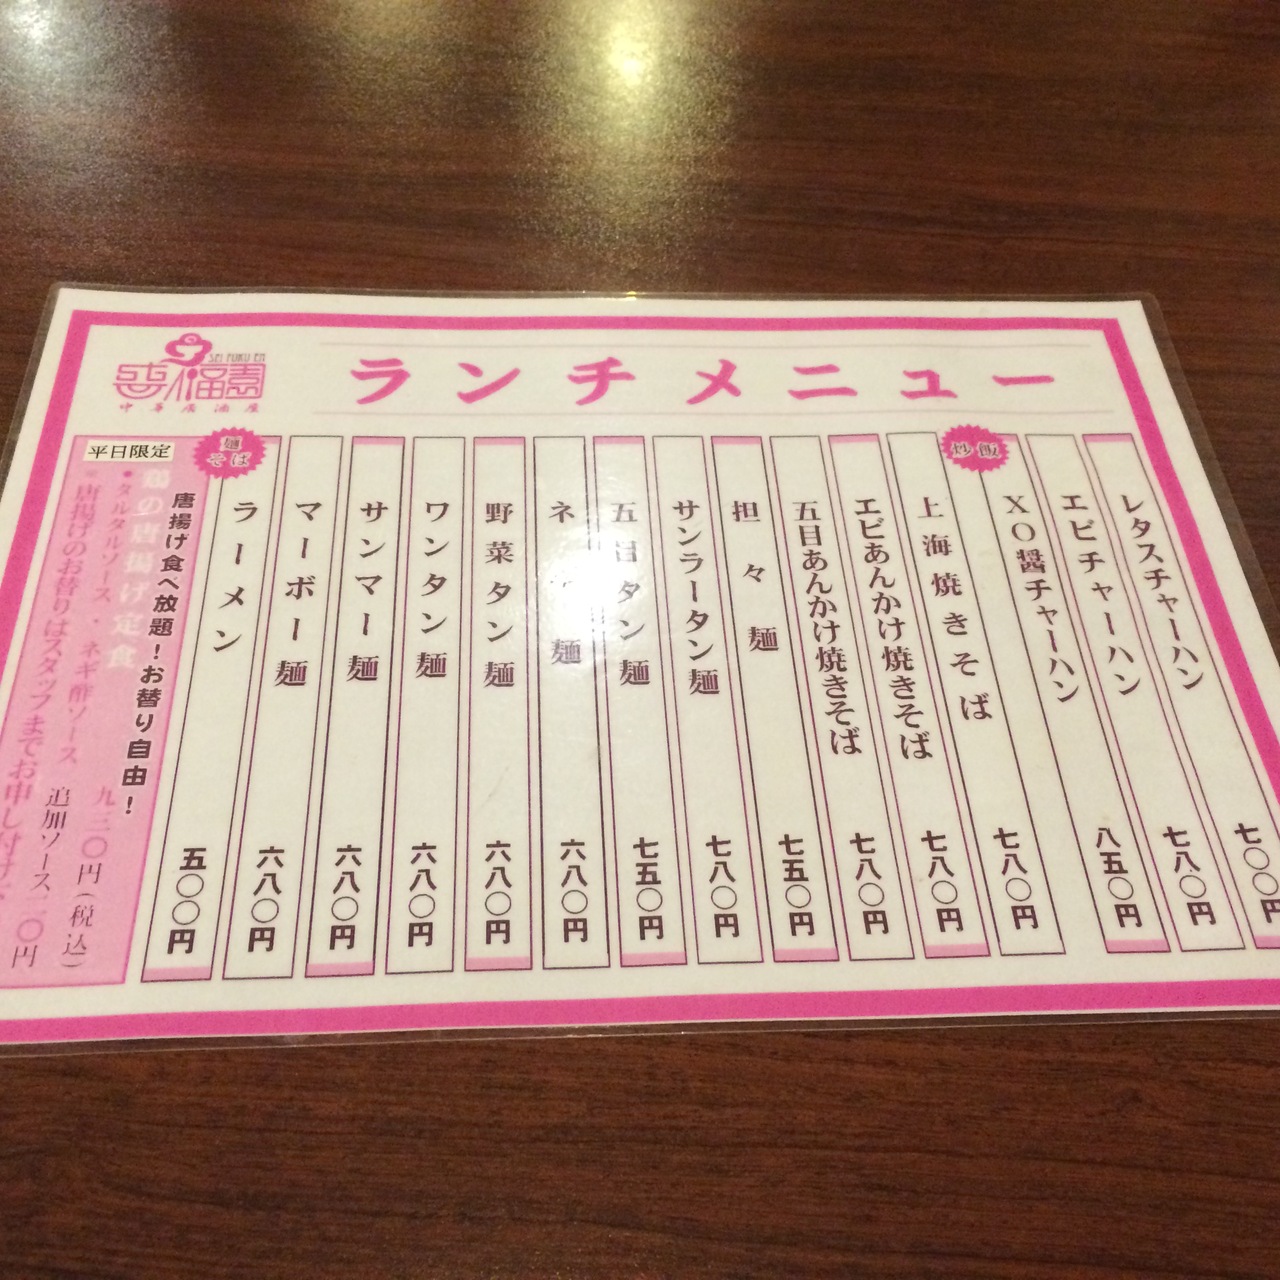 SEI FUKU EN
福園
中華居酒屋
ランチメニュー
レタスチャーハン 七〇〇円
エビチャーハン 七八〇円
炒飯
XO醤チャーハン 八五〇円
上海焼きそば 七八〇円
エビあんかけ焼きそば 七八〇円
五目あんかけ焼きそば 七八〇円
担々麺 七五〇円
サンラータン麺 七八〇円
五目タン麺 七五〇円
麺 六八〇円
野菜タン麺 六八〇円
ワンタン麺 六八〇円
サンマー麺 六八〇円
マーボー麺 六八〇円
麺そば
ラーメン 五〇〇円
平日限定
唐揚げ食べ放題!お替り自由!
鶏の唐揚げ定食
九三〇円(税込)
・タルタルソース、ネギ酢ソース 追加ソース二〇円
※唐揚げのお替りはスタッフまでお申し付け